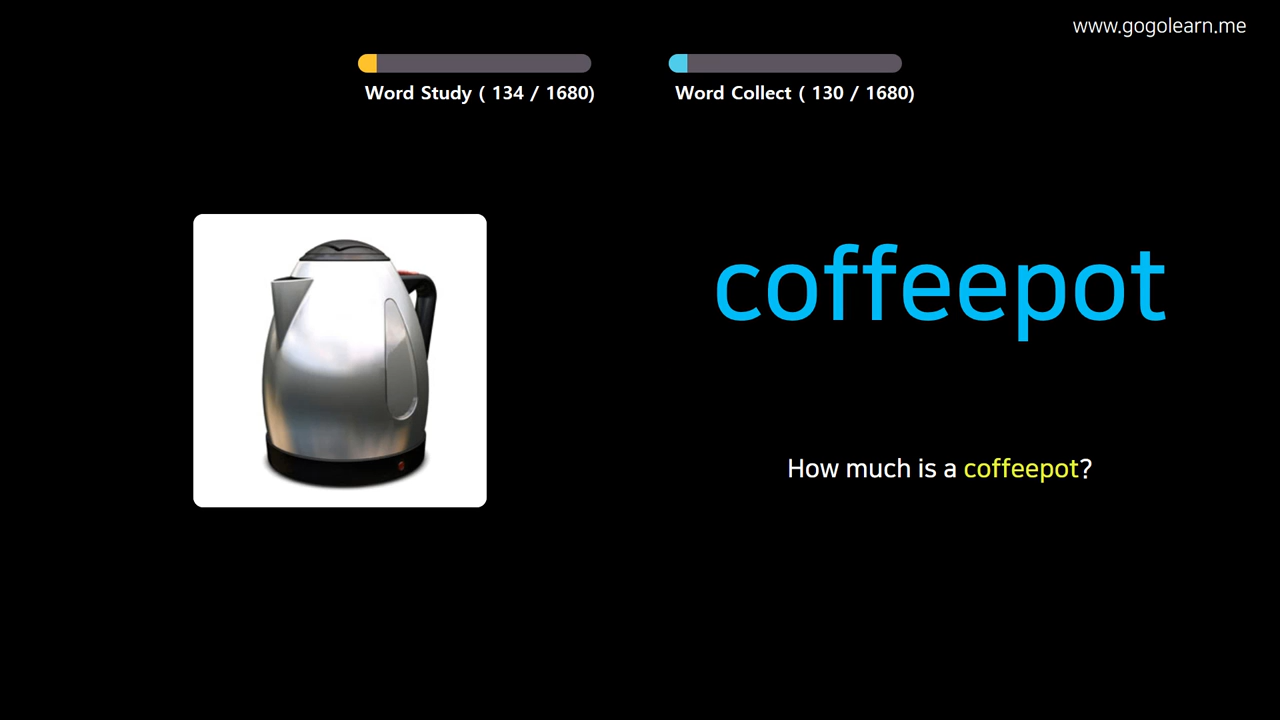 www.gogolearn.me
Word Study ( 134 / 1680)
Word Collect ( 130 / 1680)
coffeepot
How much is a coffeepot?